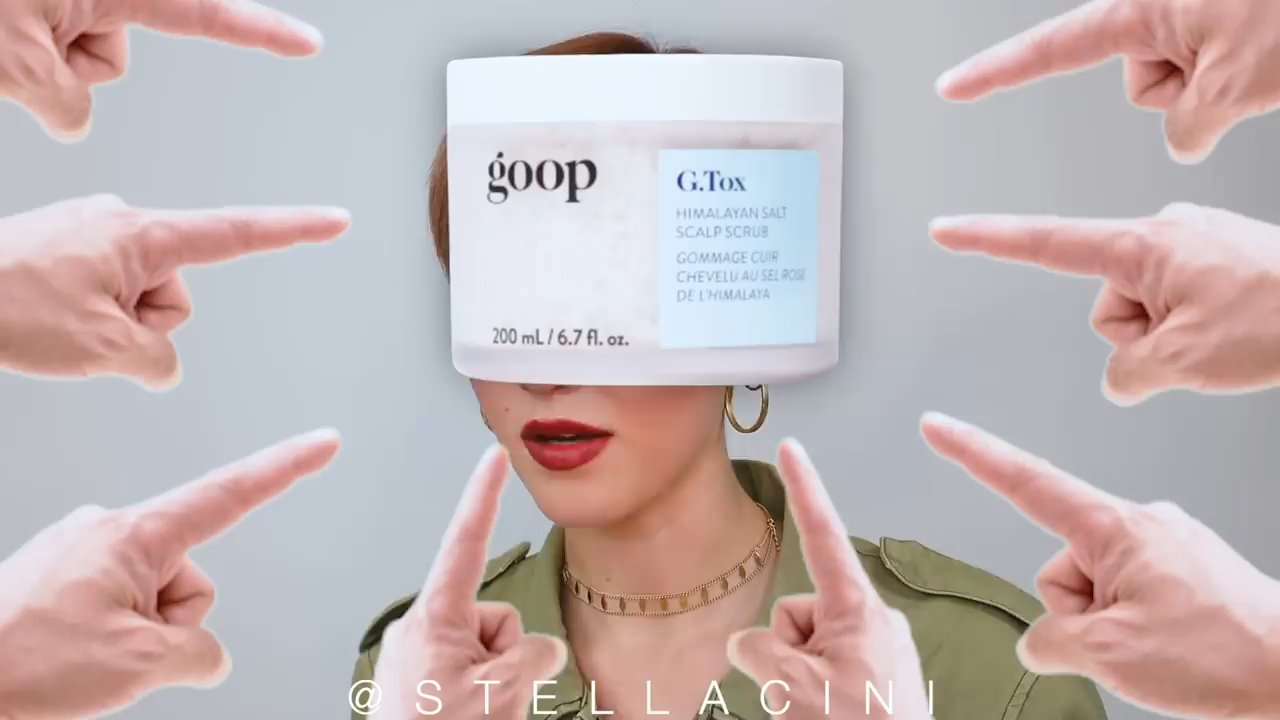 goop
G.Tox
HIMALAYAN SALT
SCALP SCRUB
GOMMAGE CUIR
CHEVELU AU SEL ROSE
DE L'HIMALAYA
200 mL / 6.7 fl. oz.
@STELLACINI